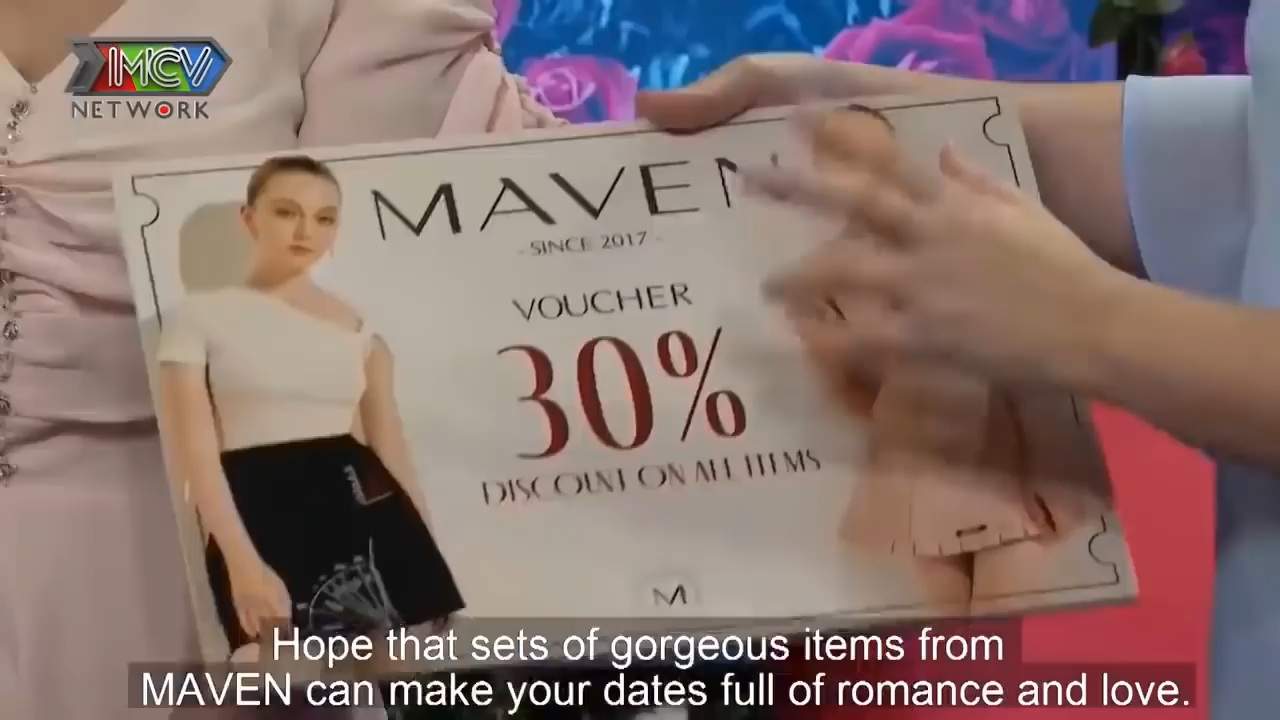 MCV
NETWORK
MAVEN
- SINCE 2017 -
VOUCHER
30%
DISCOUNT ON ALL ITEMS
M
Hope that sets of gorgeous items from
MAVEN can make your dates full of romance and love.